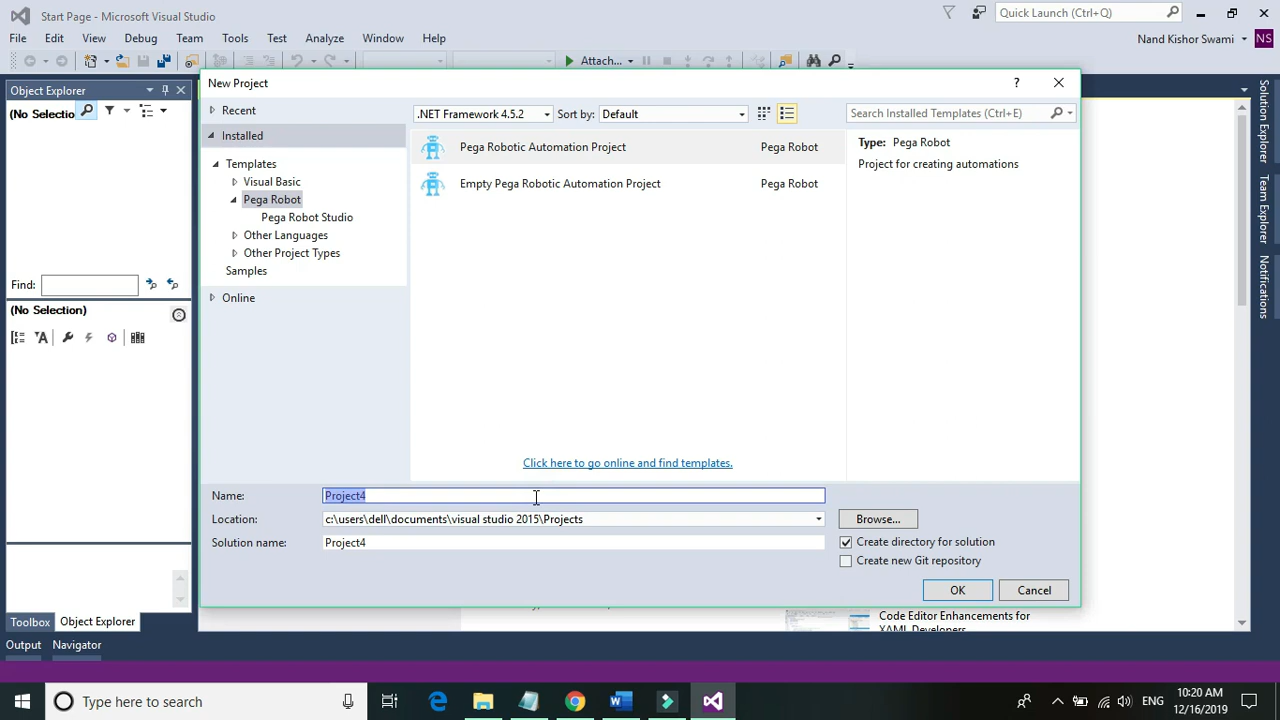 Start Page - Microsoft Visual Studio
Quick Launch (Ctrl+Q)
File Edit View Debug Team Tools Test Analyze Window Help
Nand Kishor Swami NS
Attach...
Object Explorer
(No Selectio
Find:
(No Selection)
Toolbox Object Explorer
Output Navigator
New Project
?
Recent
Installed
Templates
Visual Basic
Pega Robot
Pega Robot Studio
Other Languages
Other Project Types
Samples
Online
.NET Framework 4.5.2 Sort by: Default
Pega Robotic Automation Project Pega Robot
Empty Pega Robotic Automation Project Pega Robot
Click here to go online and find templates.
Search Installed Templates (Ctrl+E)
Type: Pega Robot
Project for creating automations
Name: Project4
Location: c:\users\dell\documents\visual studio 2015\Projects Browse...
Solution name: Project4
Create directory for solution
Create new Git repository
OK Cancel
Code Editor Enhancements for
XAML Developers
Solution Explorer
Team Explorer
Notifications
Type here to search
ENG
10:20 AM
12/16/2019